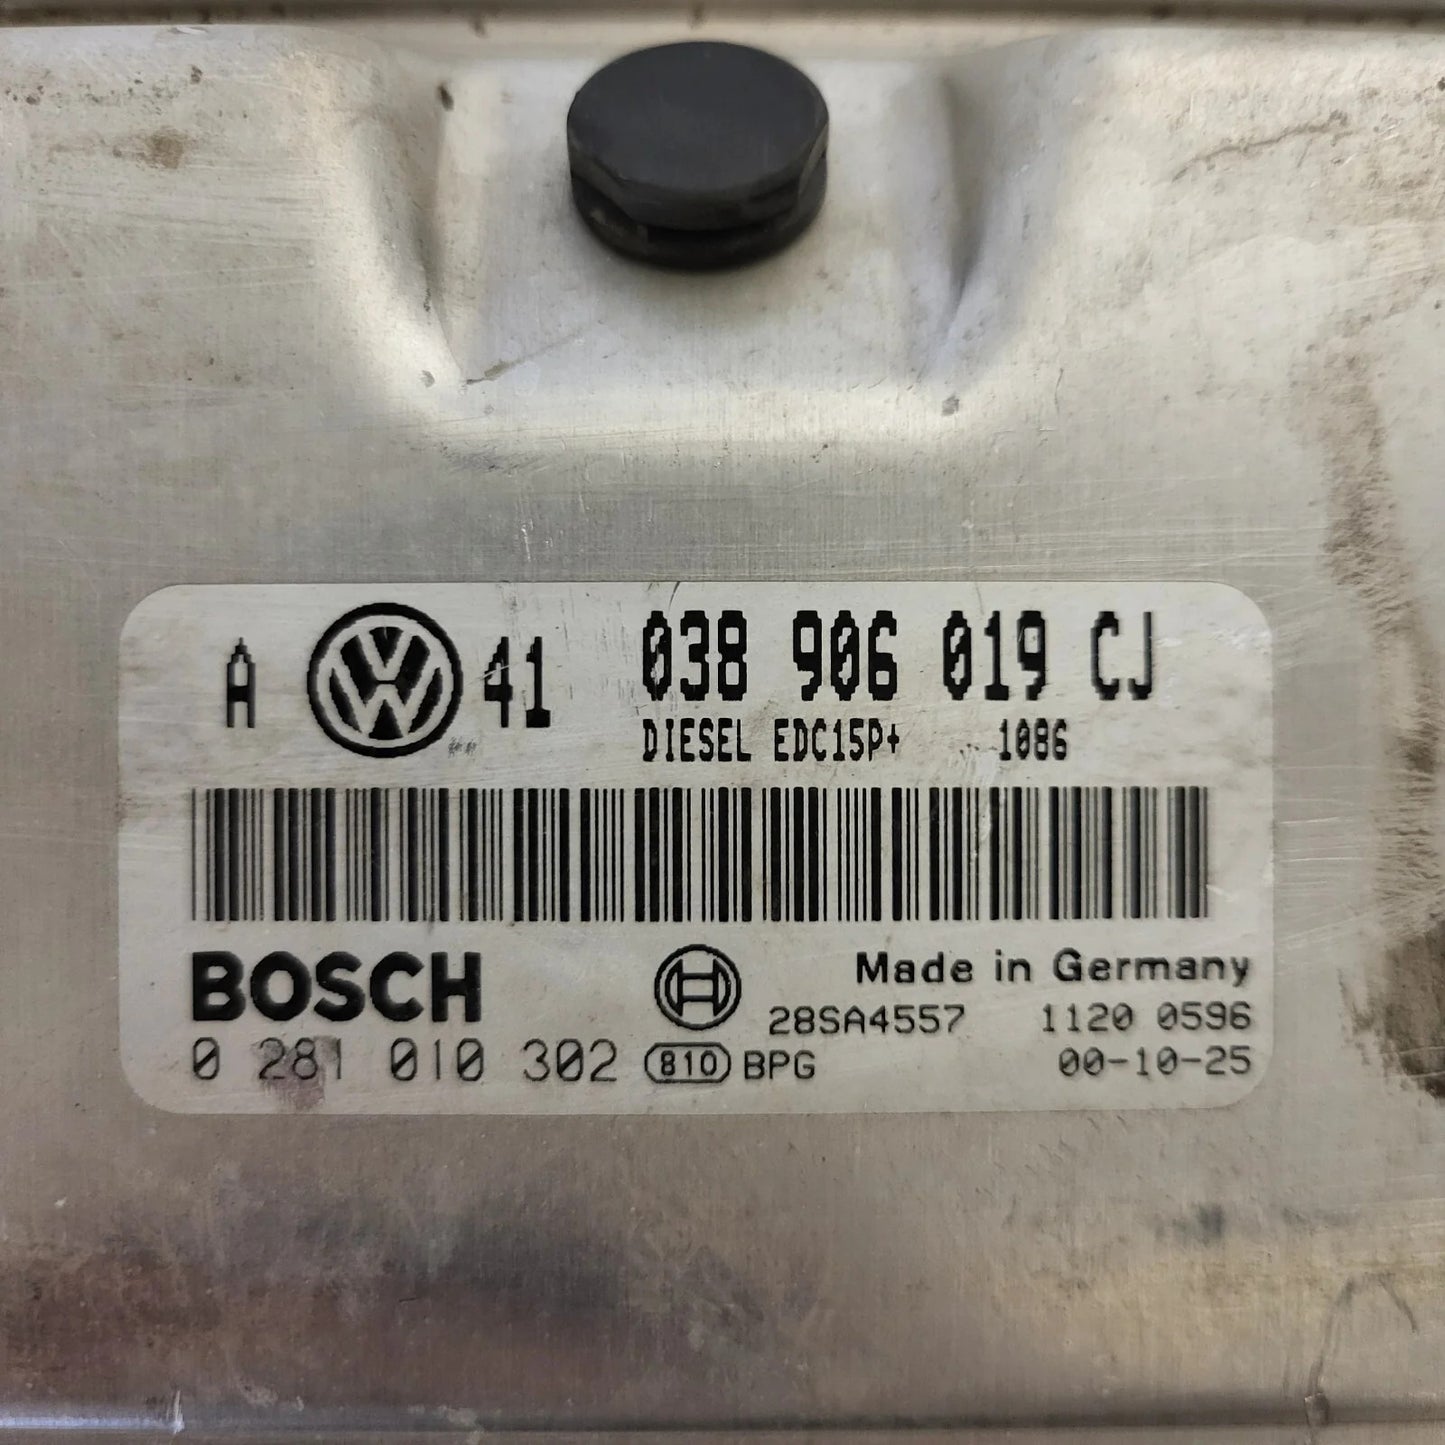 A 41 038 906 019 CJ
DIESEL EDC15P+ 1086
BOSCH Made in Germany
28SA4557 1120 0596
0 281 010 302 810 BPG 00-10-25